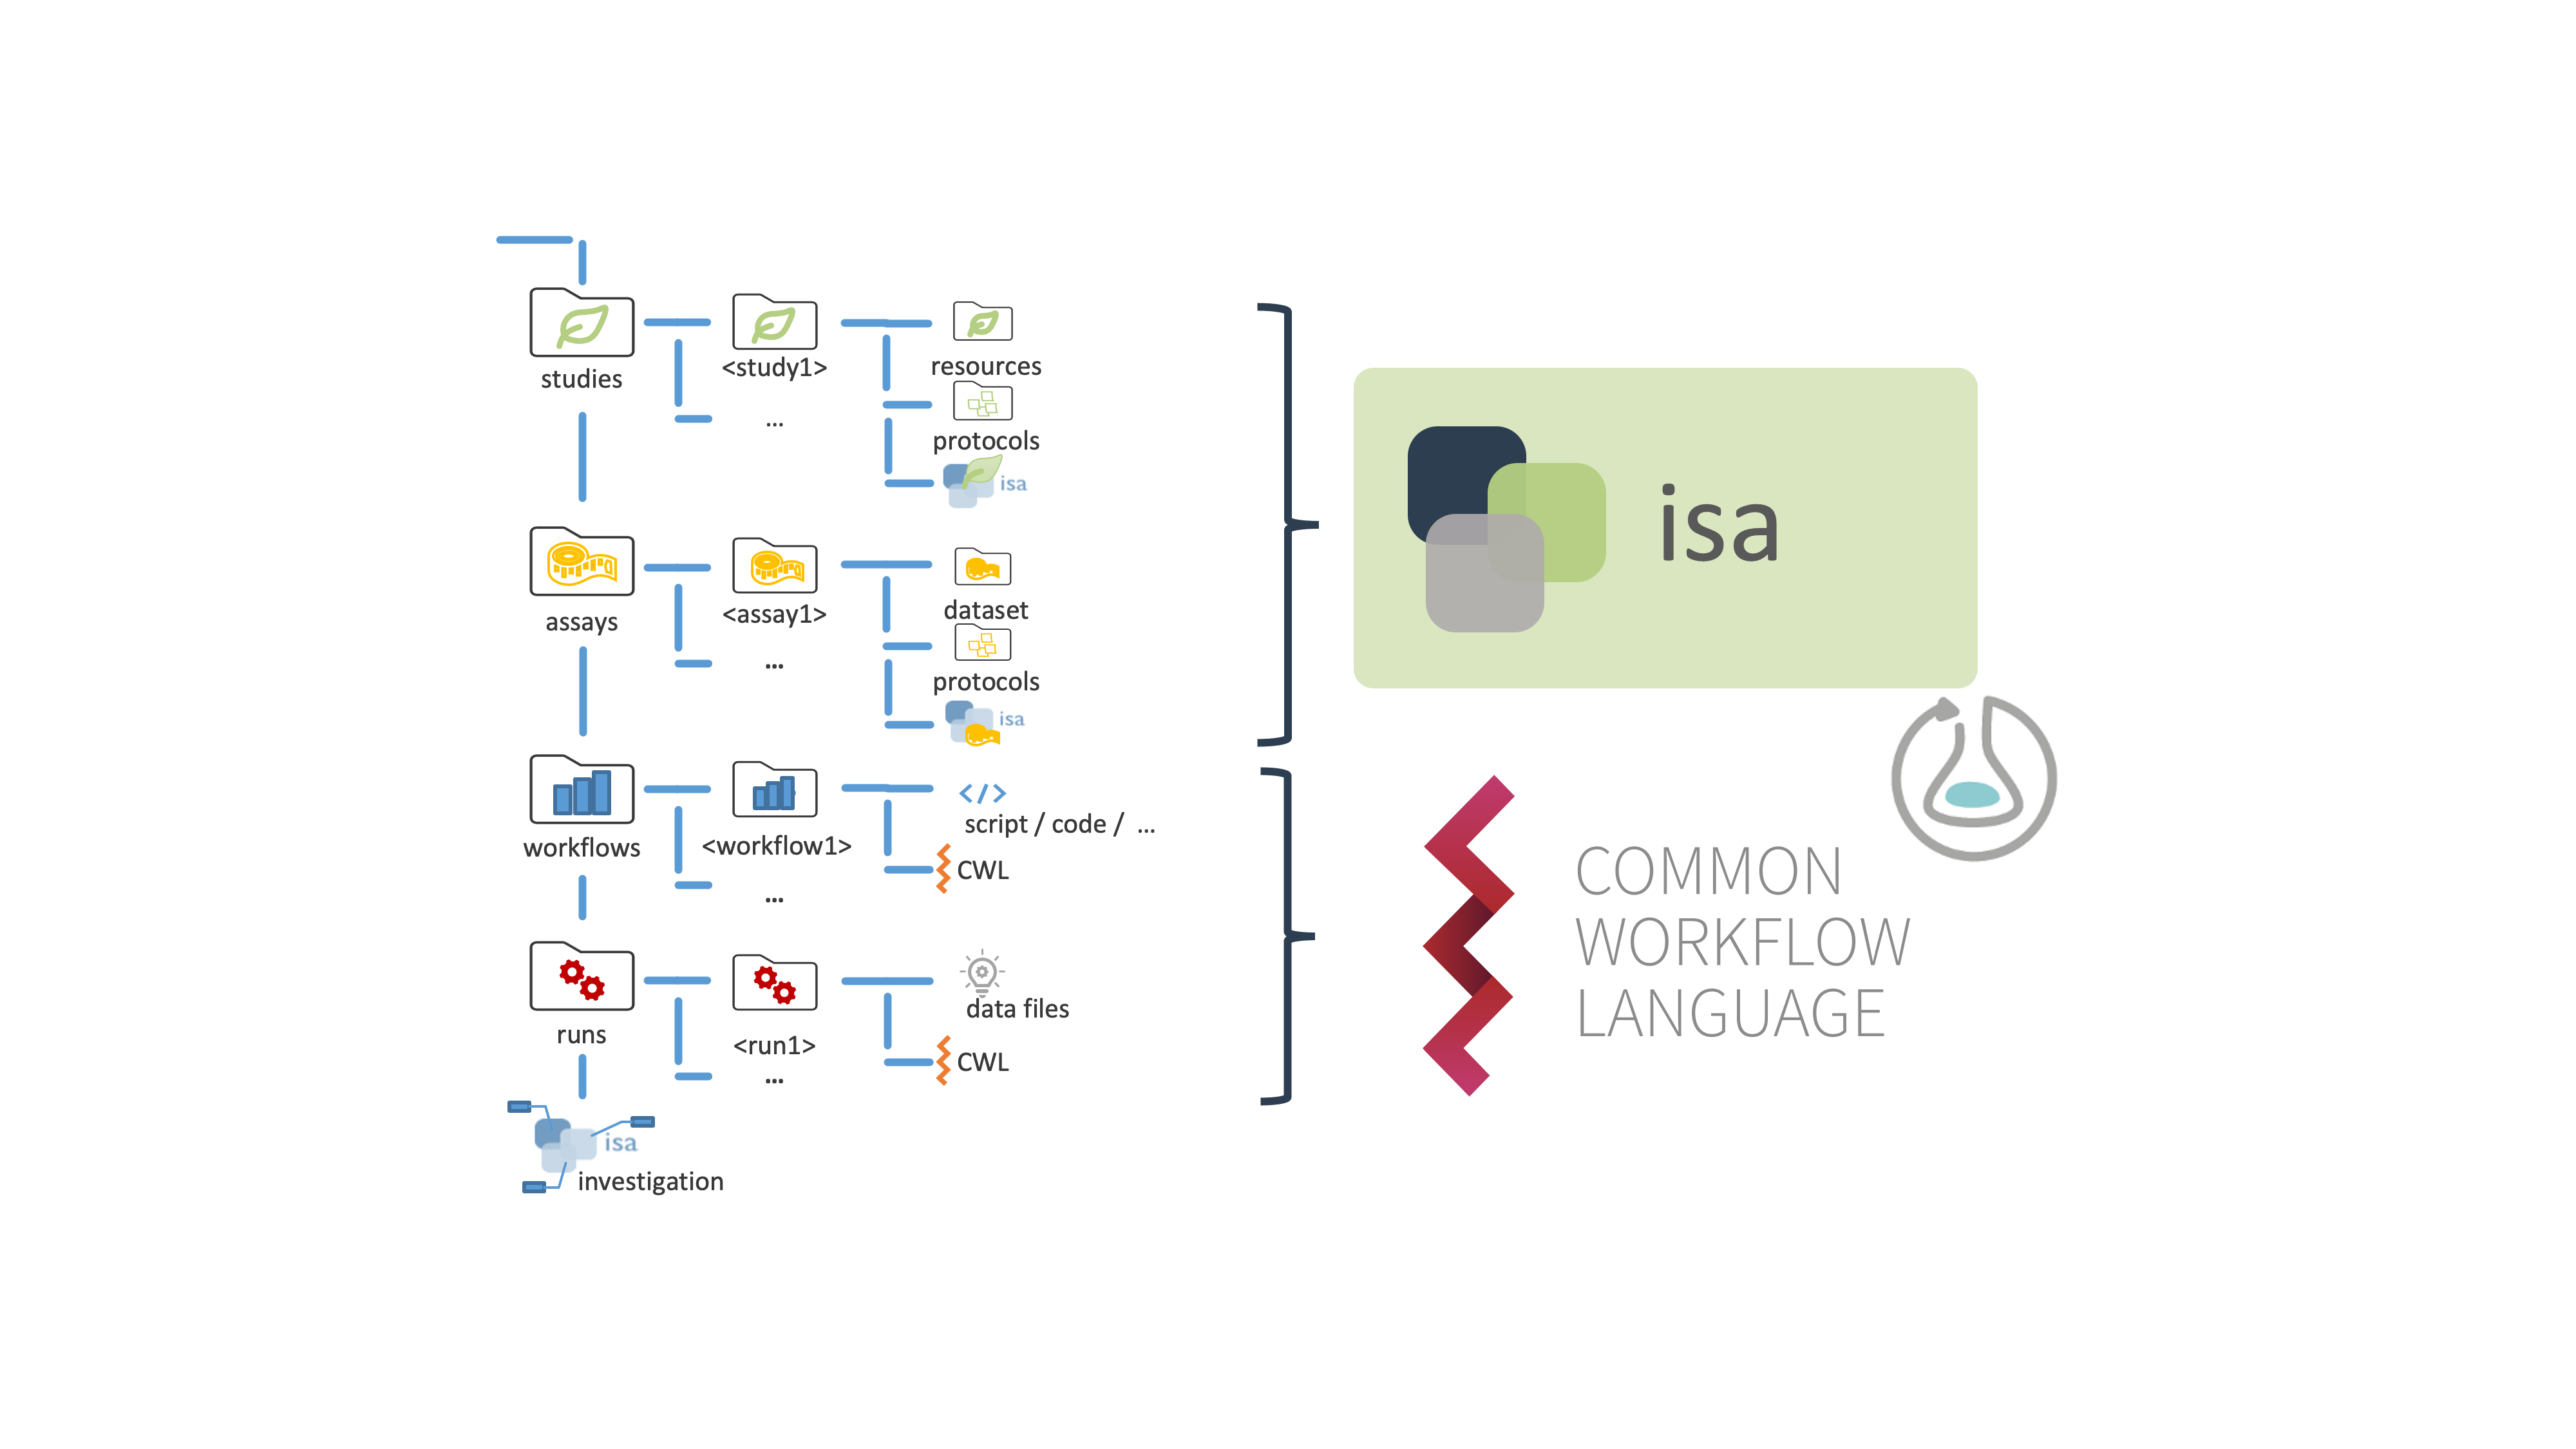 studies
<study1>
...
resources
protocols
isa
assays
<assay1>
...
dataset
protocols
isa
workflows
<workflow1>
...
</>
script / code / ...
CWL
runs
<run1>
...
data files
CWL
isa
investigation
isa
COMMON
WORKFLOW
LANGUAGE